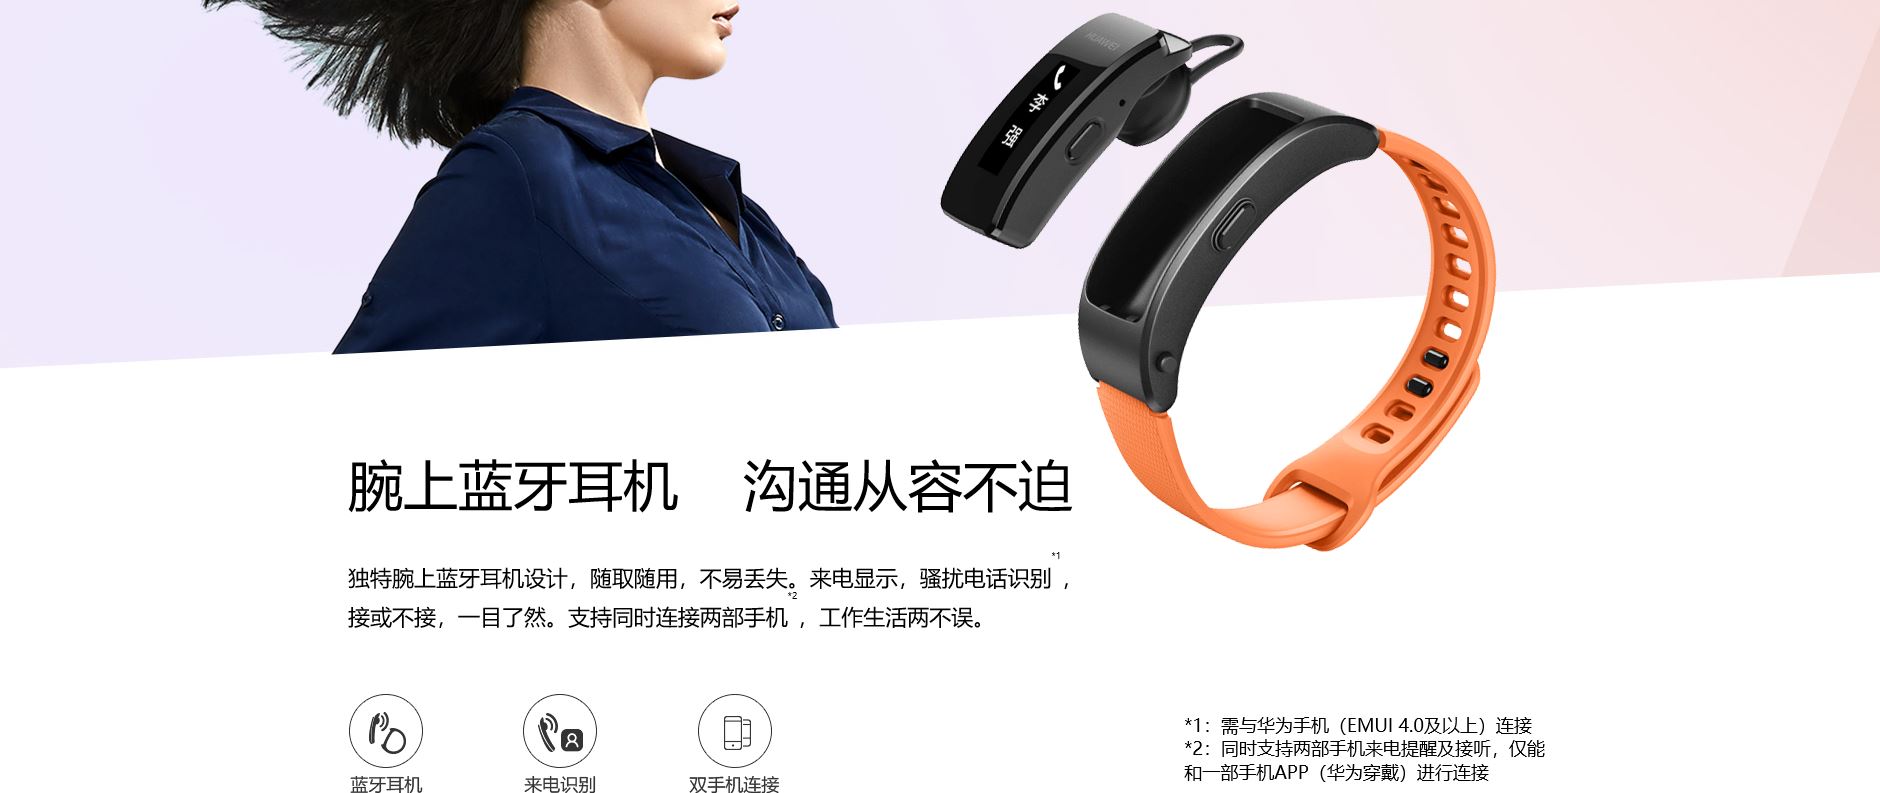 HUAWEI
李强
腕上蓝牙耳机 沟通从容不迫
独特腕上蓝牙耳机设计，随取随用，不易丢失。来电显示，骚扰电话识别*1，
接或不接，一目了然。支持同时连接两部手机*2，工作生活两不误。
蓝牙耳机
来电识别
双手机连接
*1：需与华为手机（EMUI 4.0及以上）连接
*2：同时支持两部手机来电提醒及接听，仅能
和一部手机APP（华为穿戴）进行连接